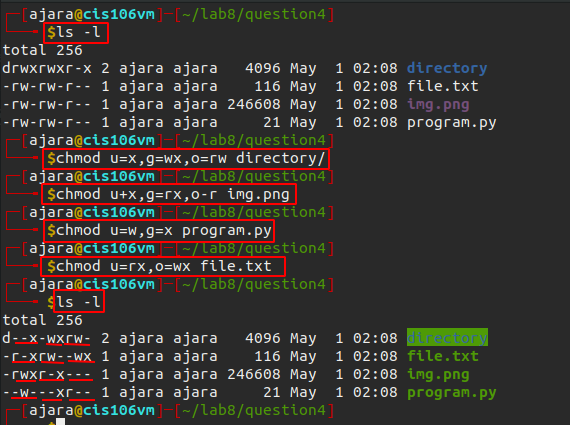 [ajara@cis106vm]-[~/lab8/question4]
$ls -l
total 256
drwxrwxr-x 2 ajara ajara   4096 May  1 02:08 directory
-rw-rw-r-- 1 ajara ajara    116 May  1 02:08 file.txt
-rw-rw-r-- 1 ajara ajara 246608 May  1 02:08 img.png
-rw-rw-r-- 1 ajara ajara     21 May  1 02:08 program.py
[ajara@cis106vm]-[~/lab8/question4]
$chmod u=x,g=wx,o=rw directory/
[ajara@cis106vm]-[~/lab8/question4]
$chmod u+x,g=rx,o-r img.png
[ajara@cis106vm]-[~/lab8/question4]
$chmod u=w,g=x program.py
[ajara@cis106vm]-[~/lab8/question4]
$chmod u=rx,o=wx file.txt
[ajara@cis106vm]-[~/lab8/question4]
$ls -l
total 256
d--x-wxrw- 2 ajara ajara   4096 May  1 02:08 directory
-r-xrw--wx 1 ajara ajara    116 May  1 02:08 file.txt
-rwxr-x--- 1 ajara ajara 246608 May  1 02:08 img.png
--w---xr-- 1 ajara ajara     21 May  1 02:08 program.py
[ajara@cis106vm]-[~/lab8/question4]
$